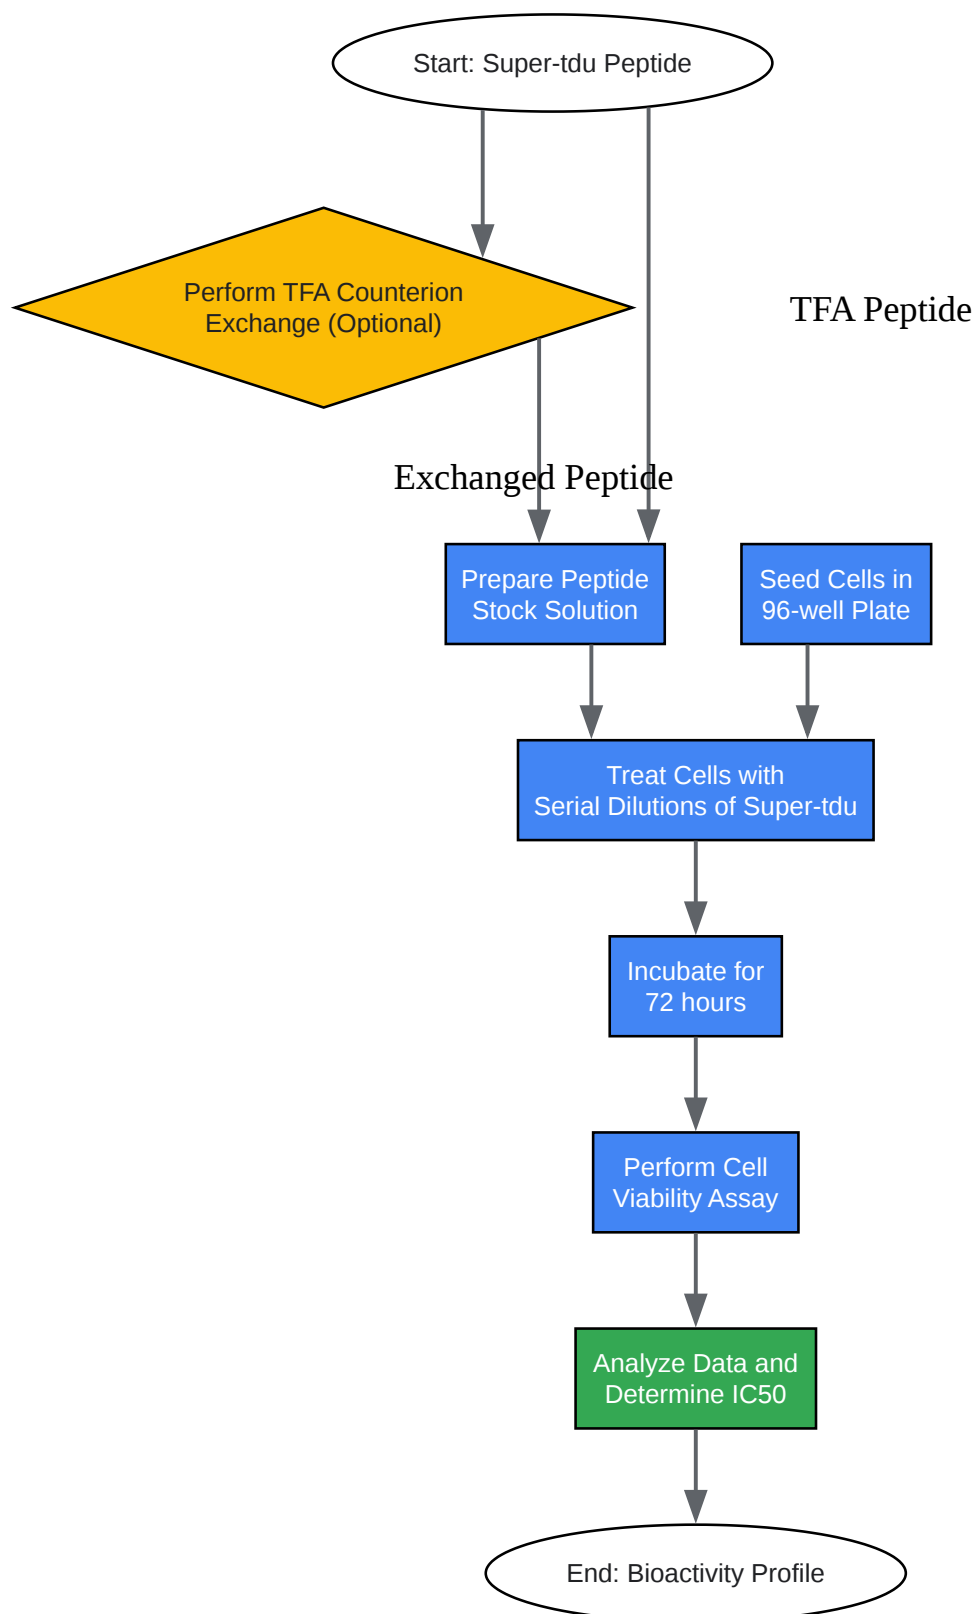 Start: Super-tdu Peptide
Perform TFA Counterion
Exchange (Optional)
TFA Peptide
Exchanged Peptide
Prepare Peptide
Stock Solution
Seed Cells in
96-well Plate
Treat Cells with
Serial Dilutions of Super-tdu
Incubate for
72 hours
Perform Cell
Viability Assay
Analyze Data and
Determine IC50
End: Bioactivity Profile